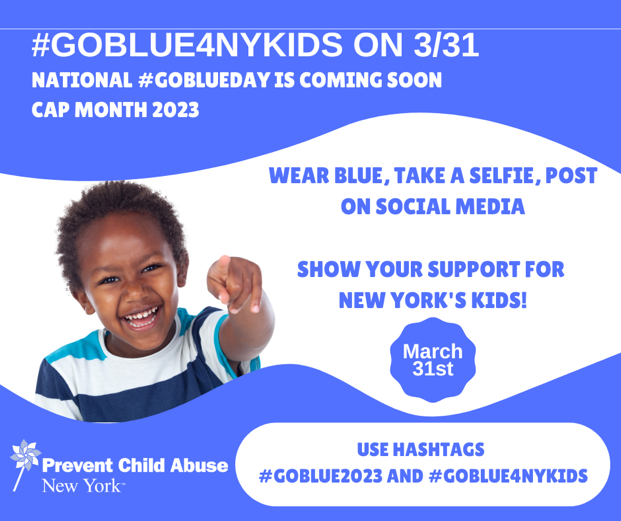 #GOBLUE4NYKIDS ON 3/31
NATIONAL #GOBLUEDAY IS COMING SOON
CAP MONTH 2023
WEAR BLUE, TAKE A SELFIE, POST
ON SOCIAL MEDIA
SHOW YOUR SUPPORT FOR
NEW YORK'S KIDS!
March
31st
Prevent Child Abuse
New York™
USE HASHTAGS
#GOBLUE2023 AND #GOBLUE4NYKIDS